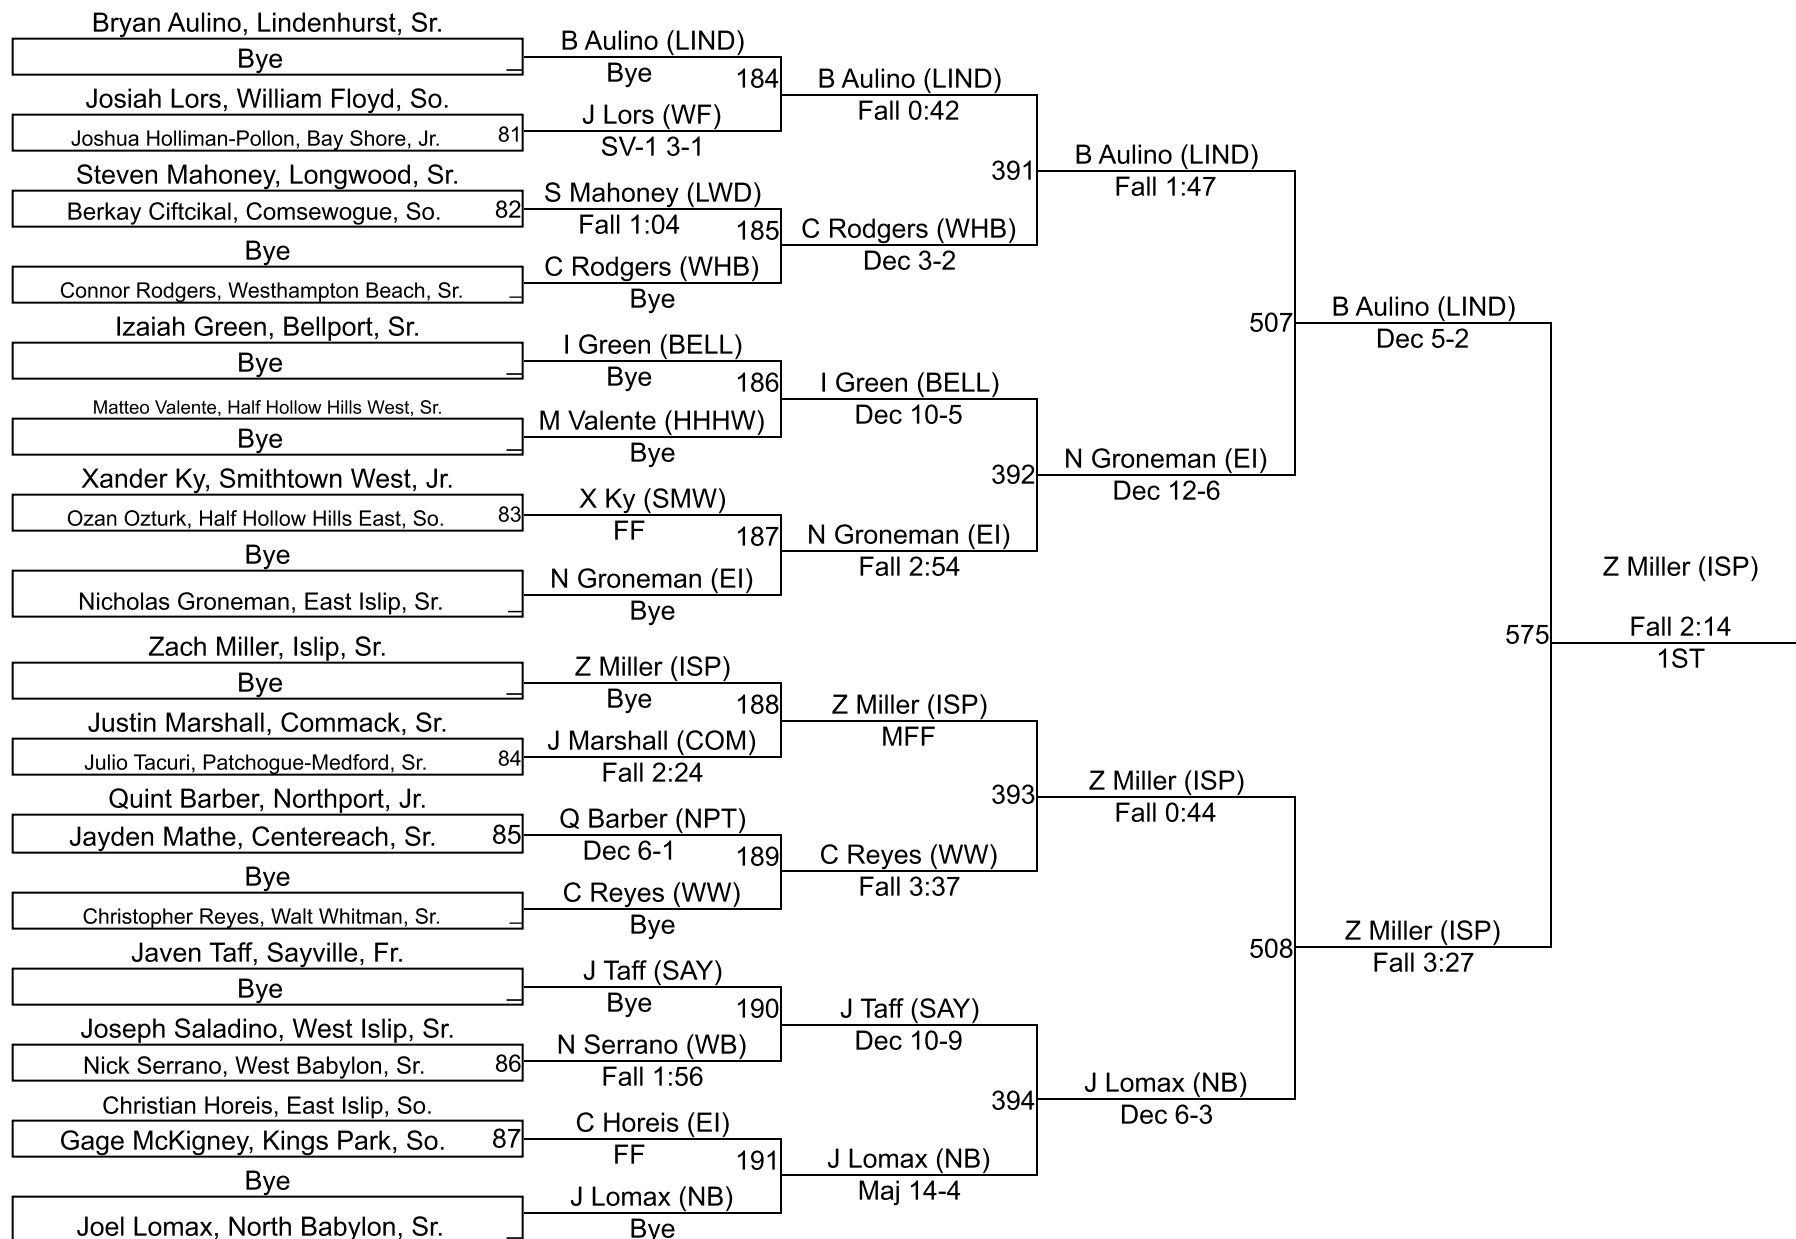 Bryan Aulino, Lindenhurst, Sr.
Bye _
Josiah Lors, William Floyd, So.
Joshua Holliman-Pollon, Bay Shore, Jr. 81
Steven Mahoney, Longwood, Sr.
Berkay Ciftcikal, Comsewogue, So. 82
Bye
Connor Rodgers, Westhampton Beach, Sr. _
Izaiah Green, Bellport, Sr.
Bye _
Matteo Valente, Half Hollow Hills West, Sr.
Bye _
Xander Ky, Smithtown West, Jr.
Ozan Ozturk, Half Hollow Hills East, So. 83
Bye
Nicholas Groneman, East Islip, Sr. _
Zach Miller, Islip, Sr.
Bye _
Justin Marshall, Commack, Sr.
Julio Tacuri, Patchogue-Medford, Sr. 84
Quint Barber, Northport, Jr.
Jayden Mathe, Centereach, Sr. 85
Bye
Christopher Reyes, Walt Whitman, Sr. _
Javen Taff, Sayville, Fr.
Bye _
Joseph Saladino, West Islip, Sr.
Nick Serrano, West Babylon, Sr. 86
Christian Horeis, East Islip, So.
Gage McKigney, Kings Park, So. 87
Bye
Joel Lomax, North Babylon, Sr. _
B Aulino (LIND)
Bye
184
J Lors (WF)
SV-1 3-1
S Mahoney (LWD)
Fall 1:04
185
C Rodgers (WHB)
Bye
I Green (BELL)
Bye
186
M Valente (HHHW)
Bye
X Ky (SMW)
FF
187
N Groneman (EI)
Bye
Z Miller (ISP)
Bye
188
J Marshall (COM)
Fall 2:24
Q Barber (NPT)
Dec 6-1
189
C Reyes (WW)
Bye
J Taff (SAY)
Bye
190
N Serrano (WB)
Fall 1:56
C Horeis (EI)
FF
191
J Lomax (NB)
Bye
B Aulino (LIND)
Fall 0:42
391
C Rodgers (WHB)
Dec 3-2
I Green (BELL)
Dec 10-5
392
N Groneman (EI)
Fall 2:54
Z Miller (ISP)
MFF
393
C Reyes (WW)
Fall 3:37
J Taff (SAY)
Dec 10-9
394
J Lomax (NB)
Maj 14-4
B Aulino (LIND)
Fall 1:47
507
N Groneman (EI)
Dec 12-6
Z Miller (ISP)
Fall 0:44
508
J Lomax (NB)
Dec 6-3
B Aulino (LIND)
Dec 5-2
575
Z Miller (ISP)
Fall 3:27
Z Miller (ISP)
Fall 2:14
1ST